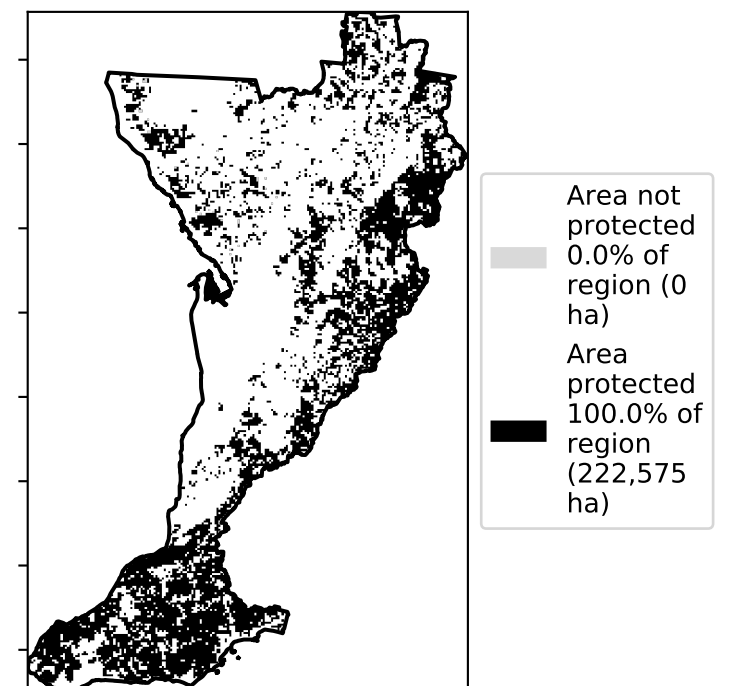 Area not
protected
0.0% of
region (0
ha)
Area
protected
100.0% of
region
(222,575
ha)